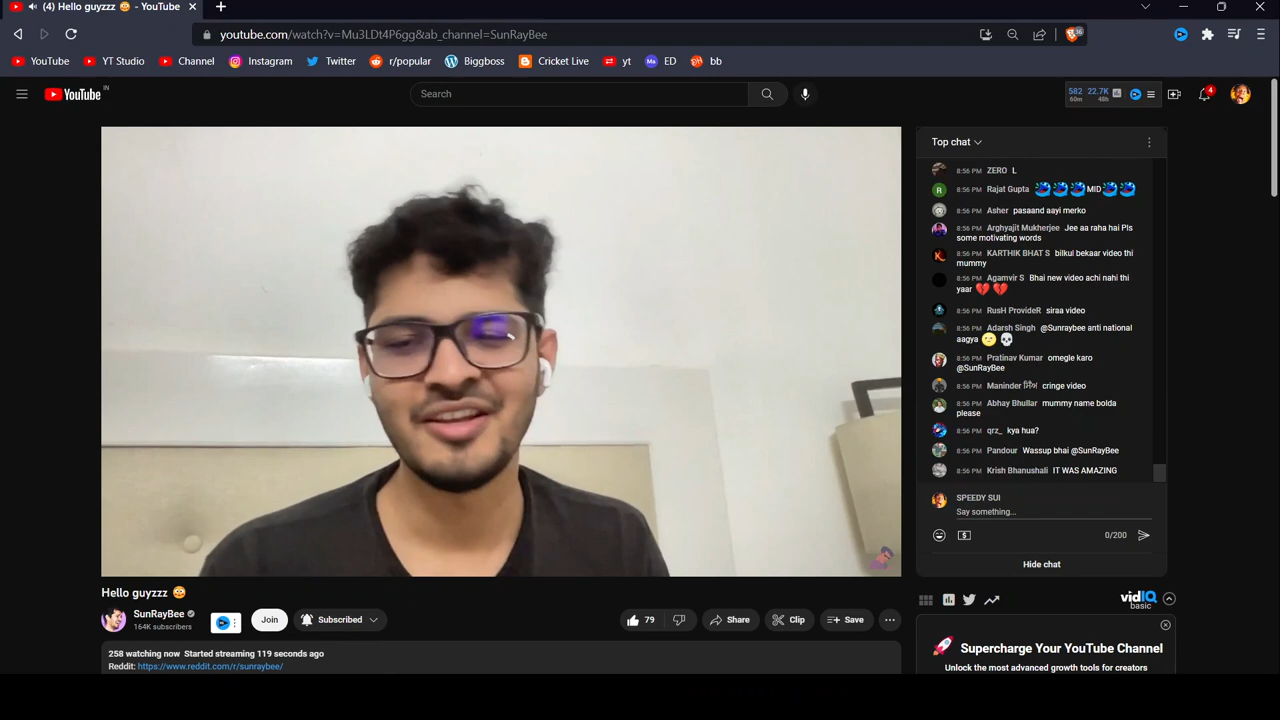 (4) Hello guyzzz 😳 - YouTube
youtube.com/watch?v=Mu3LDt4P6gg&ab_channel=SunRayBee
36
YouTube YT Studio Channel Instagram Twitter r/popular Biggboss Cricket Live yt Ma ED bb
YouTube IN
Search
582 22.7K
60m 48h
4
Top chat
8:56 PM ZERO L
R 8:56 PM Rajat Gupta MID
8:56 PM Asher pasaand aayi merko
8:56 PM Arghyajit Mukherjee Jee aa raha hai Pls
some motivating words
8:56 PM KARTHIK BHAT S bilkul bekaar video thi
mummy
8:56 PM Agamvir S Bhai new video achi nahi thi
yaar 💔 💔
8:56 PM RusH ProvideR siraa video
8:56 PM Adarsh Singh @Sunraybee anti national
aagya 🌝 💀
8:56 PM Pratinav Kumar omegle karo
@SunRayBee
8:56 PM Maninder cringe video
8:56 PM Abhay Bhullar mummy name bolda
please
8:56 PM qrz_ kya hua?
8:56 PM Pandour Wassup bhai @SunRayBee
8:56 PM Krish Bhanushali IT WAS AMAZING
SPEEDY SUI
Say something...
0/200
Hide chat
Hello guyzzz 😳
SunRayBee
164K subscribers
Join
Subscribed
79
Share
Clip
Save
258 watching now Started streaming 119 seconds ago
Reddit: https://www.reddit.com/r/sunraybee/
vidIQ
basic
🚀 Supercharge Your YouTube Channel
Unlock the most advanced growth tools for creators